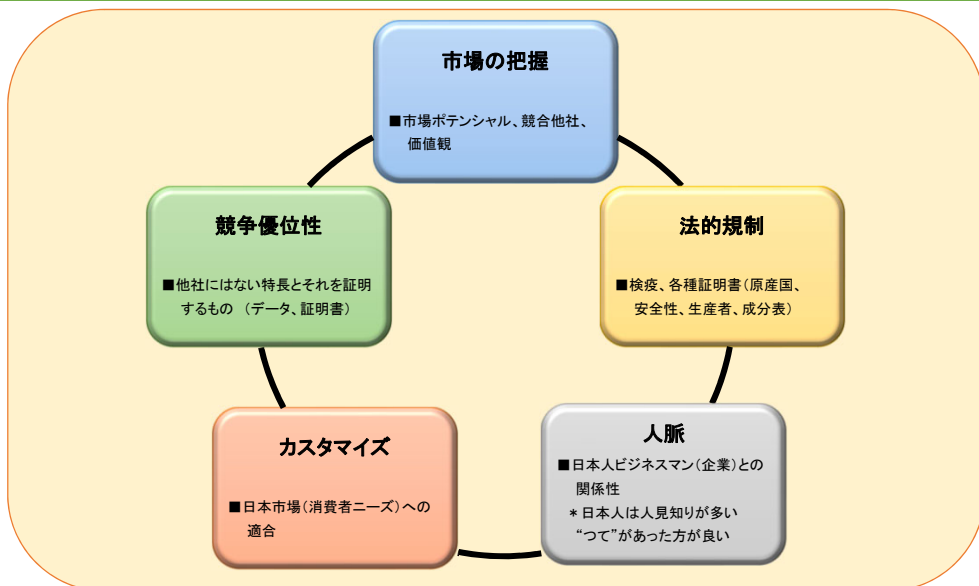 市場の把握
■市場ポテンシャル、競合他社、
価値観
競争優位性
■他社にはない特長とそれを証明
するもの （データ、証明書）
法的規制
■検疫、各種証明書（原産国、
安全性、生産者、成分表）
カスタマイズ
■日本市場（消費者ニーズ）への
適合
人脈
■日本人ビジネスマン（企業）との
関係性
＊日本人は人見知りが多い
“つて”があった方が良い